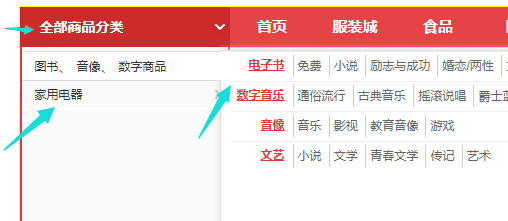 全部商品分类 首页 服装城 食品
图书、 音像、 数字商品
家用电器
电子书 免费 小说 励志与成功 婚恋/两性
数字音乐 通俗流行 古典音乐 摇滚说唱 爵士蓝
音像 音乐 影视 教育音像 游戏
文艺 小说 文学 青春文学 传记 艺术